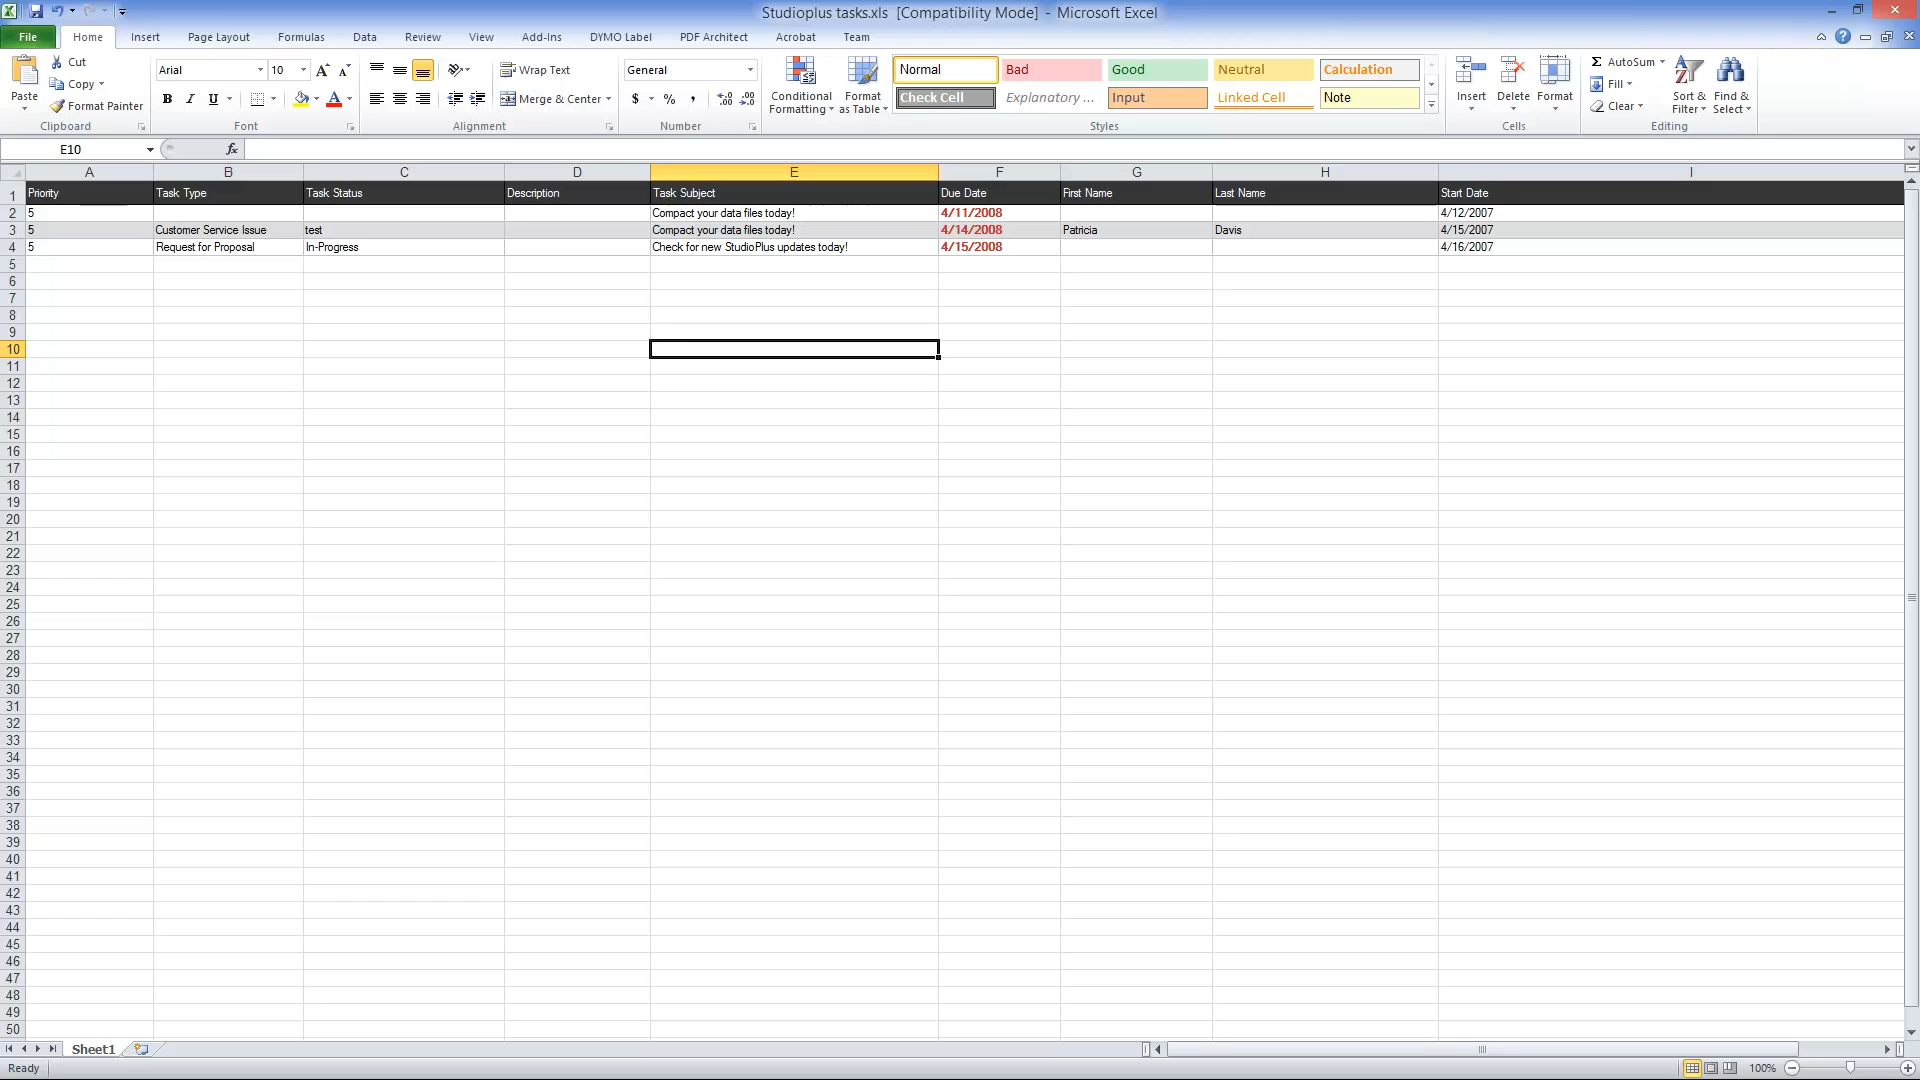 Studioplus tasks.xls [Compatibility Mode] - Microsoft Excel
File Home Insert Page Layout Formulas Data Review View Add-Ins DYMO Label PDF Architect Acrobat Team
Paste
Cut
Copy
Format Painter
Clipboard
Arial 10
B I U
Font
Wrap Text
Merge & Center
Alignment
General
$ % ,
Number
Conditional Formatting
Format as Table
Normal Bad Good Neutral Calculation
Check Cell Explanatory ... Input Linked Cell Note
Styles
Insert Delete Format
Cells
Σ AutoSum
Fill
Clear
Sort & Filter
Find & Select
Editing
E10 fx
A B C D E F G H I
1 Priority Task Type Task Status Description Task Subject Due Date First Name Last Name Start Date
2 5 Compact your data files today! 4/11/2008 4/12/2007
3 5 Customer Service Issue test Compact your data files today! 4/14/2008 Patricia Davis 4/15/2007
4 5 Request for Proposal In-Progress Check for new StudioPlus updates today! 4/15/2008 4/16/2007
5
6
7
8
9
10
11
12
13
14
15
16
17
18
19
20
21
22
23
24
25
26
27
28
29
30
31
32
33
34
35
36
37
38
39
40
41
42
43
44
45
46
47
48
49
50
Sheet1
Ready 100%